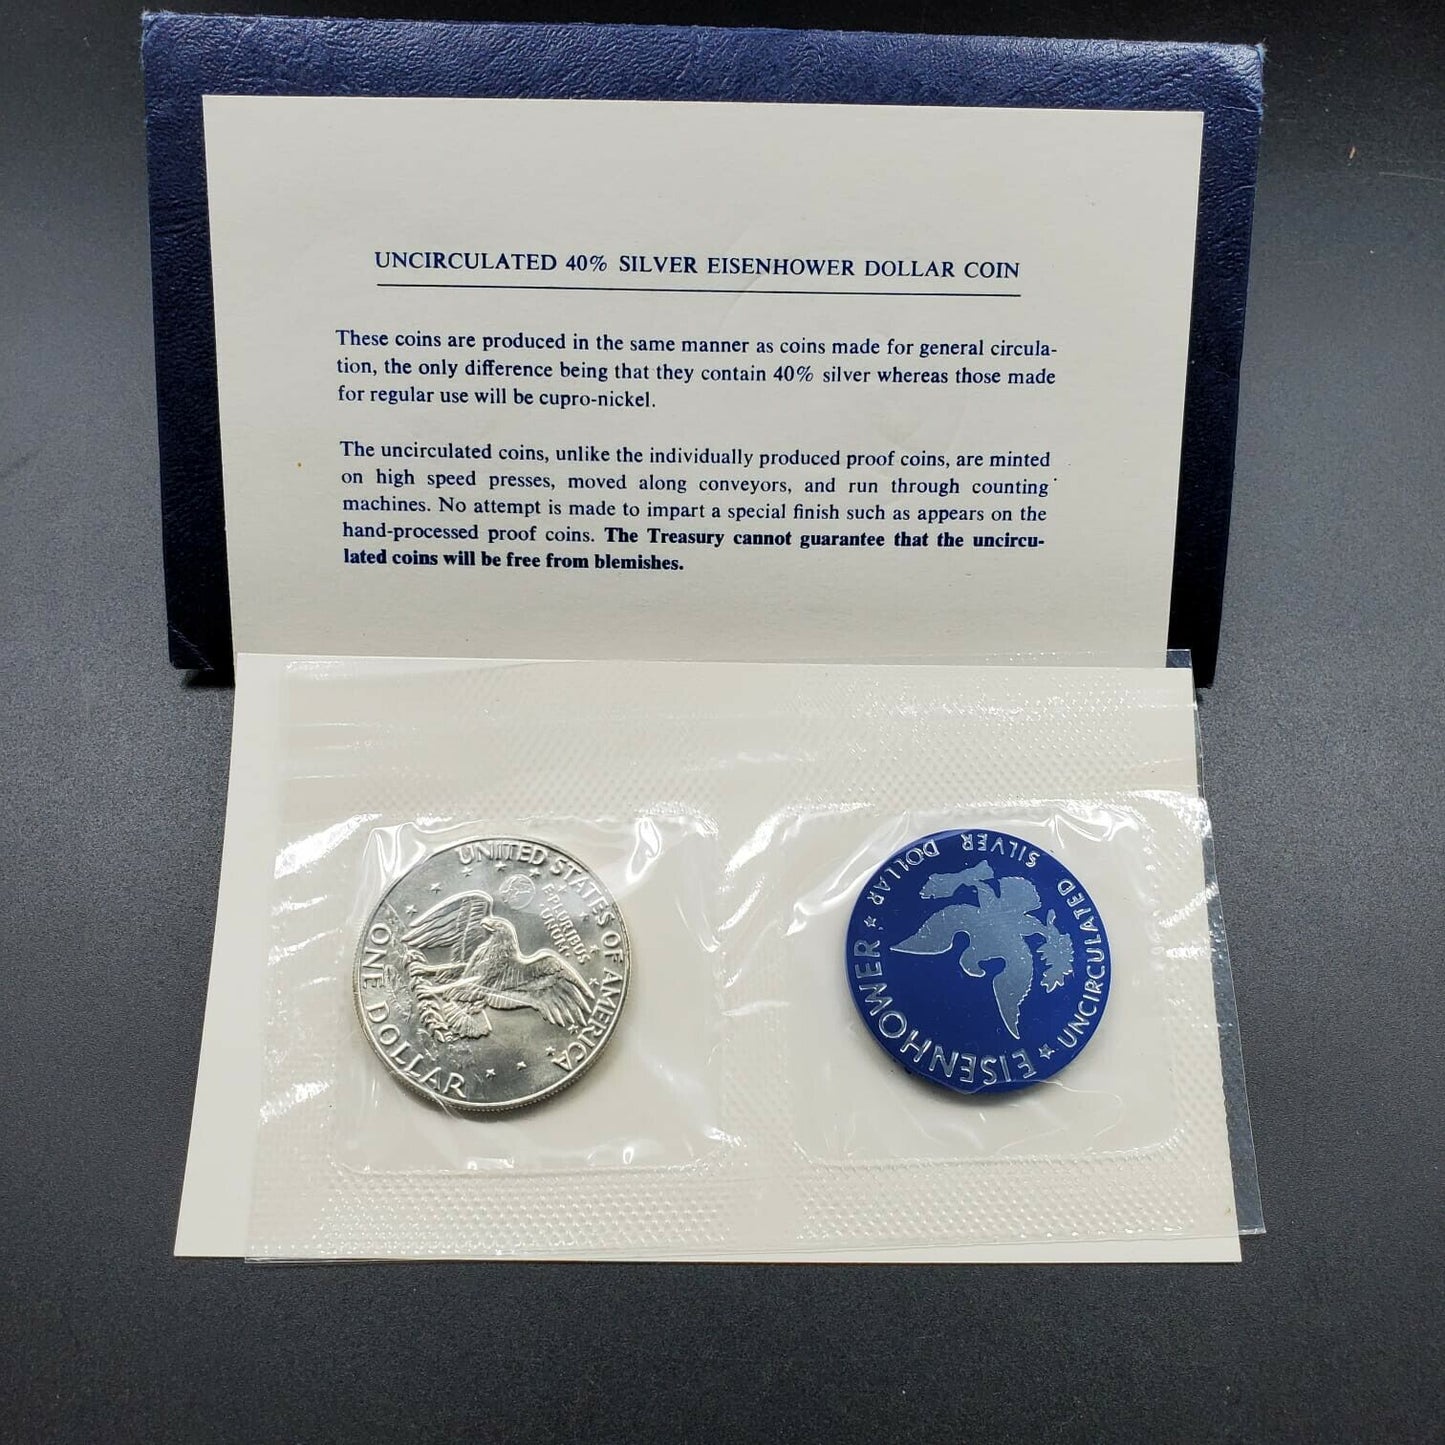 UNCIRCULATED 40% SILVER EISENHOWER DOLLAR COIN
These coins are produced in the same manner as coins made for general circula-
tion, the only difference being that they contain 40% silver whereas those made
for regular use will be cupro-nickel.
The uncirculated coins, unlike the individually produced proof coins, are minted
on high speed presses, moved along conveyors, and run through counting
machines. No attempt is made to impart a special finish such as appears on the
hand-processed proof coins. The Treasury cannot guarantee that the uncircu-
lated coins will be free from blemishes.
UNITED STATES OF AMERICA
E PLURIBUS
UNUM
ONE DOLLAR
EISENHOWER
UNCIRCULATED SILVER DOLLAR